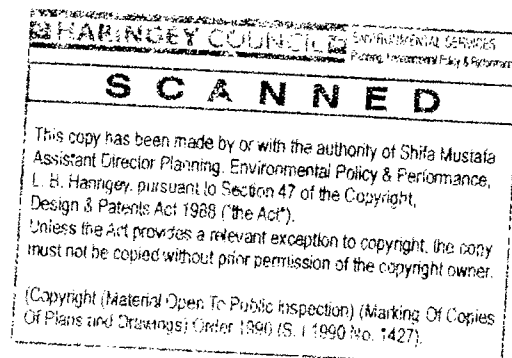 HARINGEY COUNCIL
ENVIRONMENTAL SERVICES
Planning, Environmental Policy & Performance
SCANNED
This copy has been made by or with the authority of Shifa Mustafa
Assistant Director Planning, Environmental Policy & Performance,
L. B. Haringey, pursuant to Section 47 of the Copyright,
Design & Patents Act 1988 ("the Act").
Unless the Act provides a relevant exception to copyright, the copy
must not be copied without prior permission of the copyright owner.
(Copyright (Material Open To Public Inspection) (Marking Of Copies
Of Plans and Drawings) Order 1990 (S. I 1990 No. 1427).